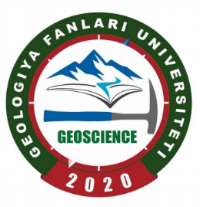 GEOLOGIYA FANLARI UNIVERSITETI
GEOSCIENCE
2020